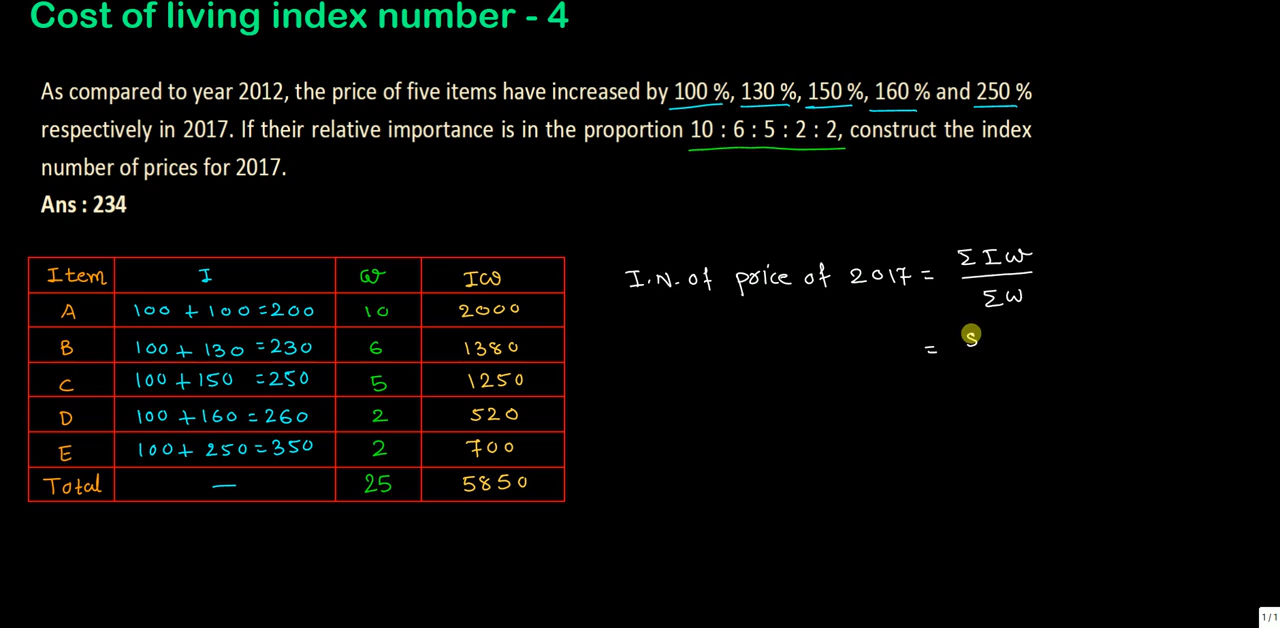 Cost of living index number - 4
As compared to year 2012, the price of five items have increased by 100 %, 130 %, 150 %, 160 % and 250 %
respectively in 2017. If their relative importance is in the proportion 10 : 6 : 5 : 2 : 2, construct the index
number of prices for 2017.
Ans : 234
Item I W IW
A 100 + 100 = 200 10 2000
B 100 + 130 = 230 6 1380
C 100 + 150 = 250 5 1250
D 100 + 160 = 260 2 520
E 100 + 250 = 350 2 700
Total — 25 5850
I.N. of price of 2017 = ΣIW
ΣW
=
1/1